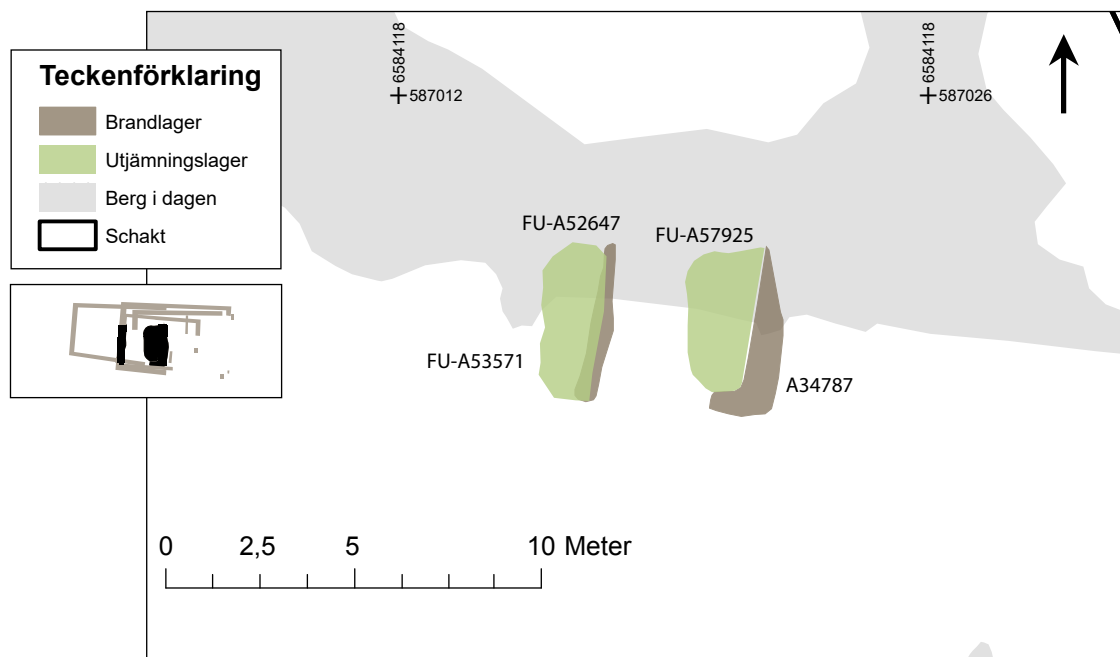 Teckenförklaring
Brandlager
Utjämningslager
Berg i dagen
Schakt
6584118
587012
6584118
587026
FU-A52647
FU-A57925
FU-A53571
A34787
0 2,5 5 10 Meter